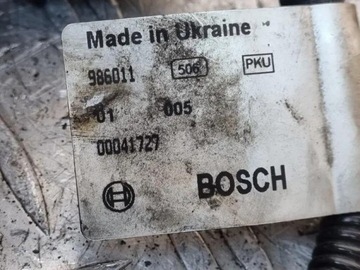 Made in Ukraine
986011 506 PKU
01 005
00041727
BOSCH